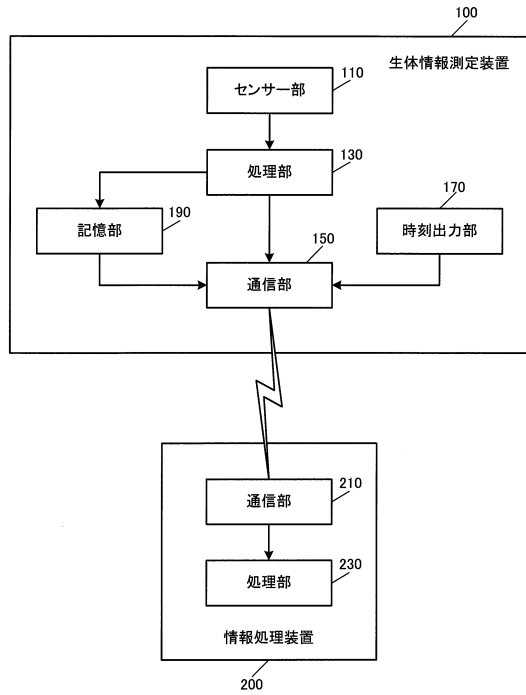 100
生体情報測定装置
センサー部
110
処理部
130
記憶部
190
時刻出力部
170
通信部
150
通信部
210
処理部
230
情報処理装置
200